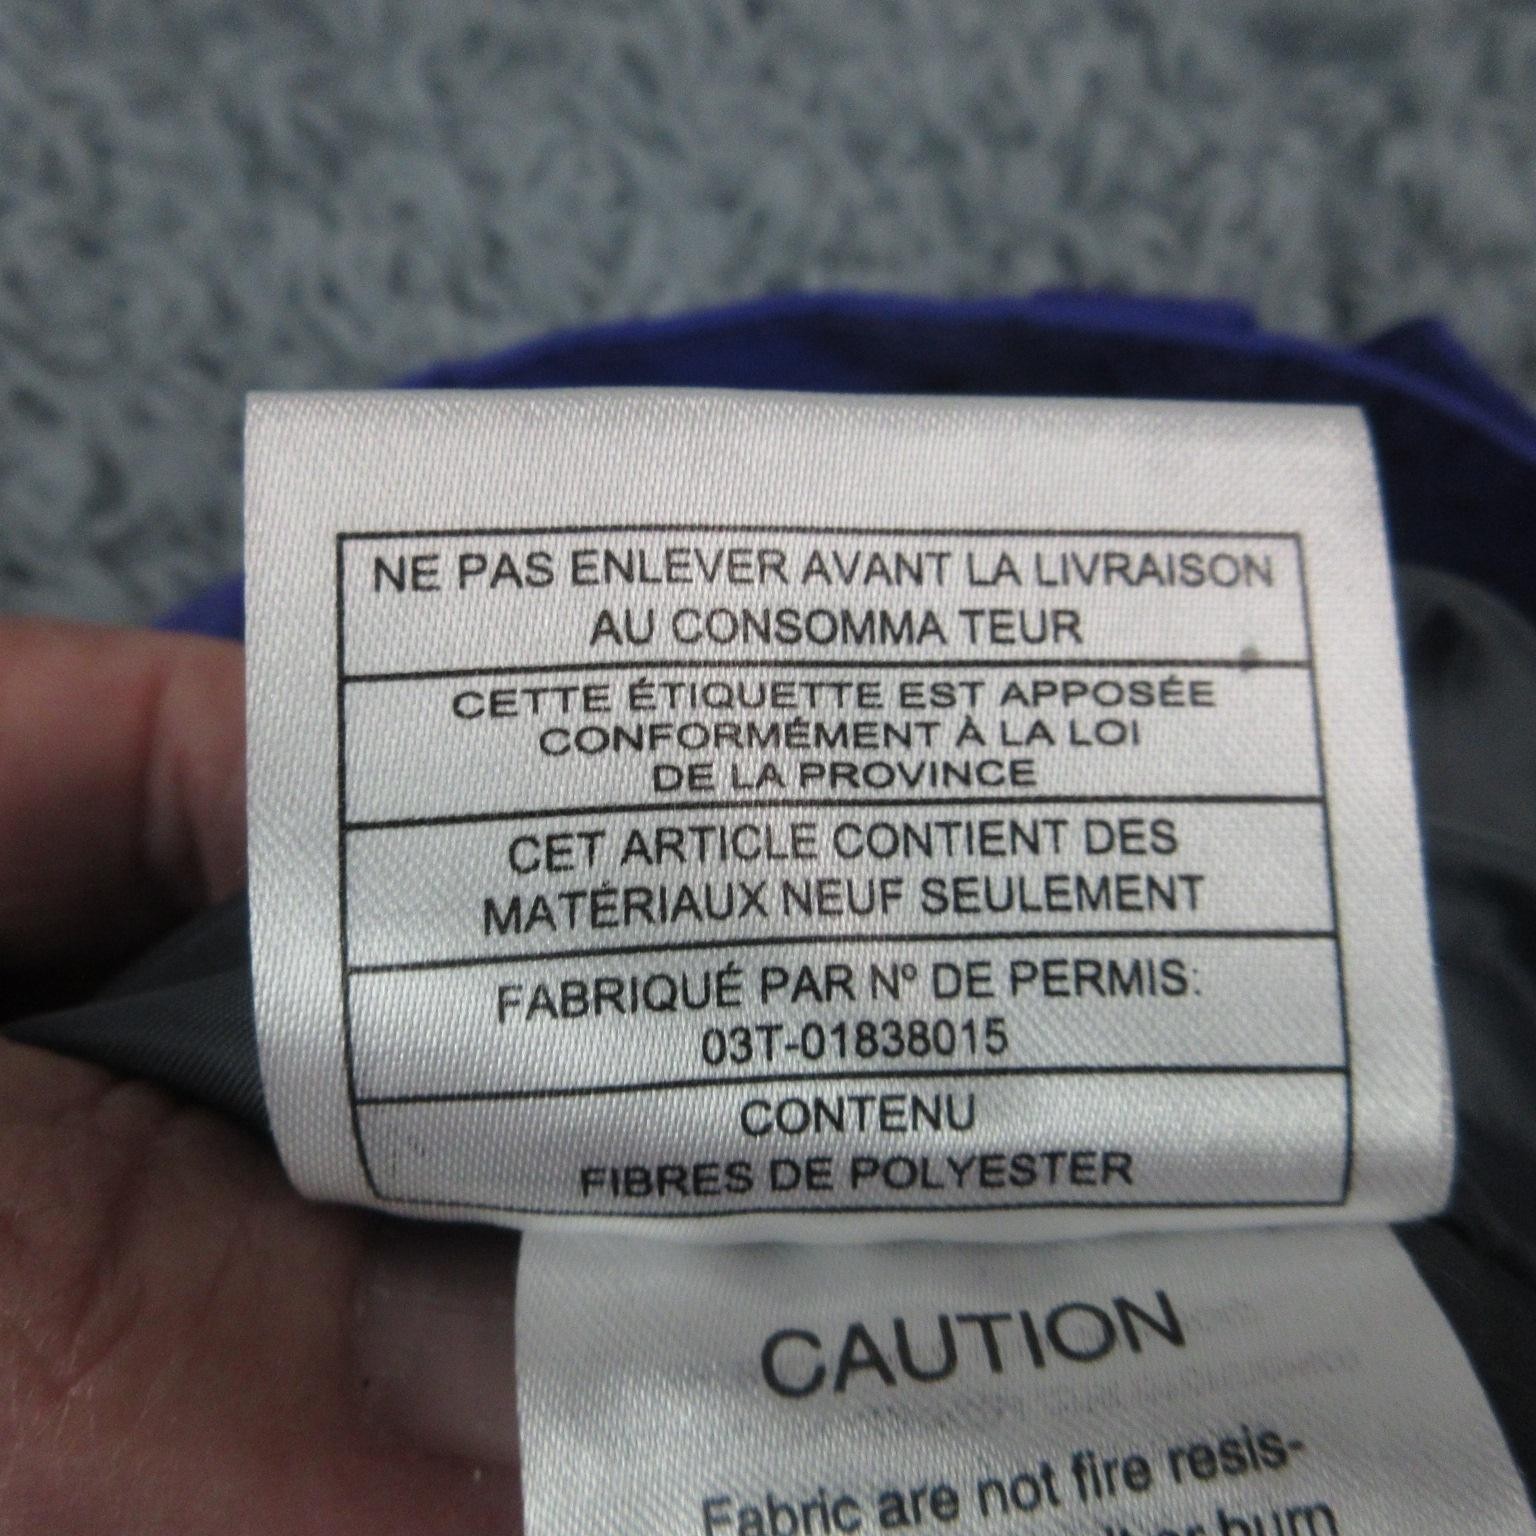 NE PAS ENLEVER AVANT LA LIVRAISON
AU CONSOMMA TEUR
CETTE ÉTIQUETTE EST APPOSÉE
CONFORMÉMENT À LA LOI
DE LA PROVINCE
CET ARTICLE CONTIENT DES
MATÉRIAUX NEUF SEULEMENT
FABRIQUÉ PAR Nº DE PERMIS:
03T-01838015
CONTENU
FIBRES DE POLYESTER
CAUTION
Fabric are not fire resis-
or burn